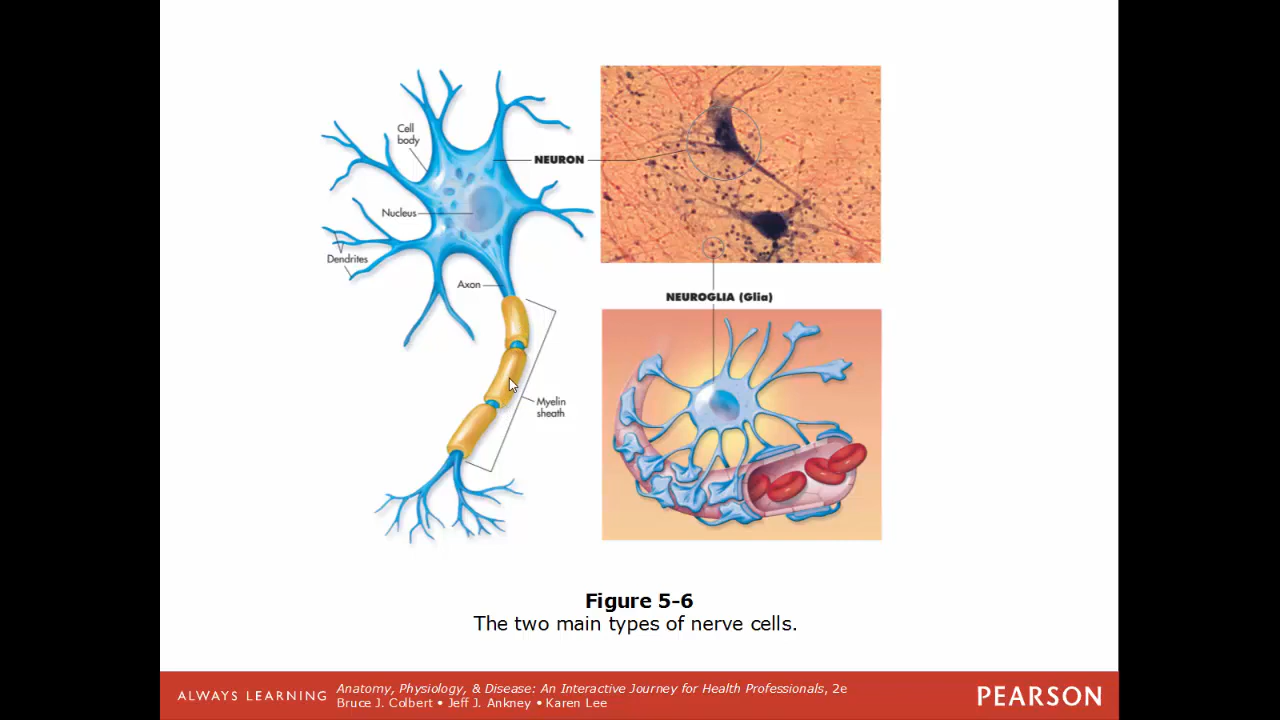 Cell
body
NEURON
Nucleus
Dendrites
Axon
NEUROGLIA (Glia)
Myelin
sheath
Figure 5-6
The two main types of nerve cells.
ALWAYS LEARNING
Anatomy, Physiology, & Disease: An Interactive Journey for Health Professionals, 2e
Bruce J. Colbert • Jeff J. Ankney • Karen Lee
PEARSON